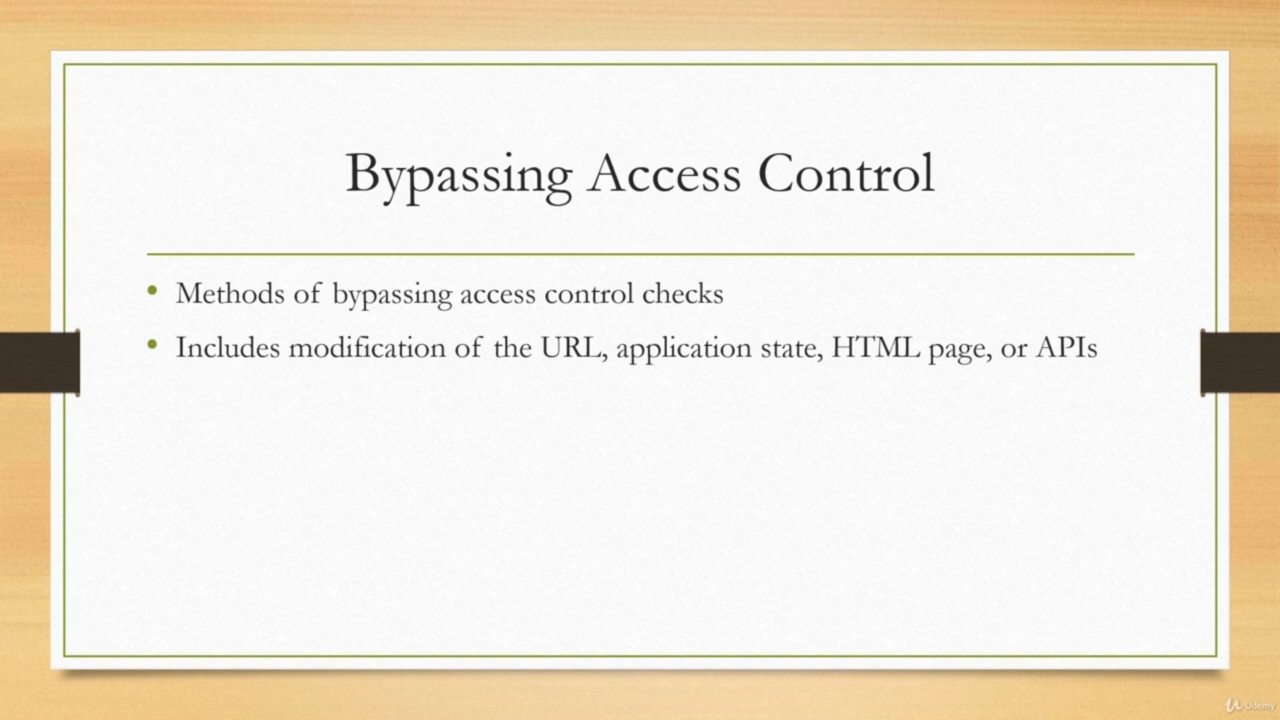 Bypassing Access Control
• Methods of bypassing access control checks
• Includes modification of the URL, application state, HTML page, or APIs
Udemy